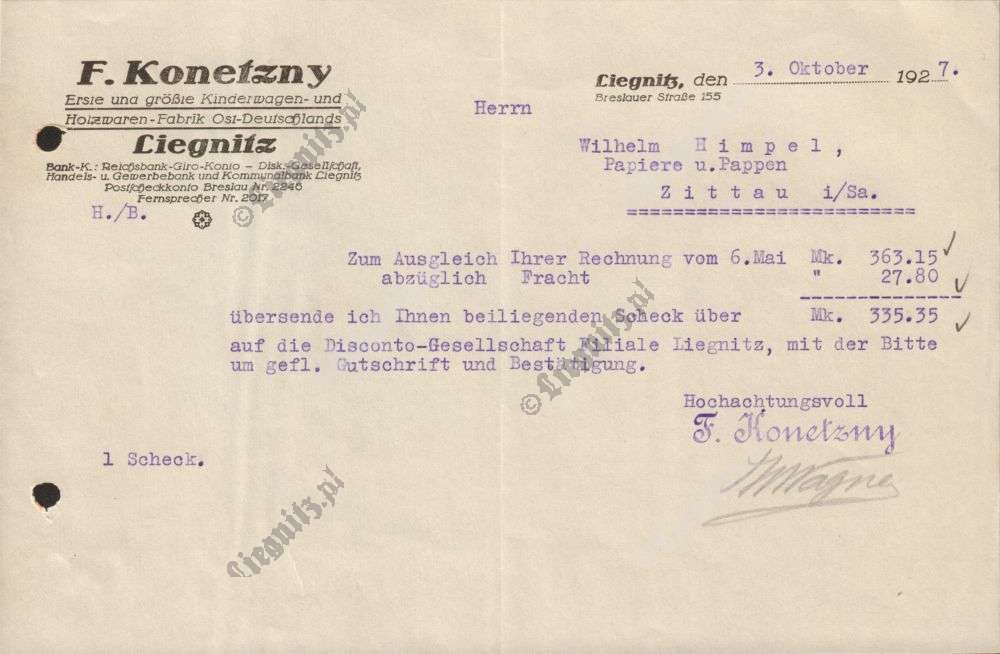 F. Konetzny
Erste und größte Kinderwagen- und
Holzwaren-Fabrik Ost-Deutschlands
Liegnitz
Bank-K.: Reichsbank-Giro-Konto – Disk.-Gesellschaft,
Handels- u. Gewerbebank und Kommunalbank Liegnitz
Postscheckkonto Breslau Nr. 2246
Fernsprecher Nr. 2017
H./B.
Liegnitz, den 3. Oktober 1927.
Breslauer Straße 155
Herrn
Wilhelm Himpel,
Papiere u. Pappen
Zittau i/Sa.
Zum Ausgleich Ihrer Rechnung vom 6.Mai Mk. 363.15
abzüglich Fracht " 27.80
übersende ich Ihnen beiliegenden Scheck über Mk. 335.35
auf die Disconto-Gesellschaft Filiale Liegnitz, mit der Bitte
um gefl. Gutschrift und Bestätigung.
Hochachtungsvoll
F. Konetzny
Wagner
1 Scheck.
© Liegnitz.pl
© Liegnitz.pl
Liegnitz.pl